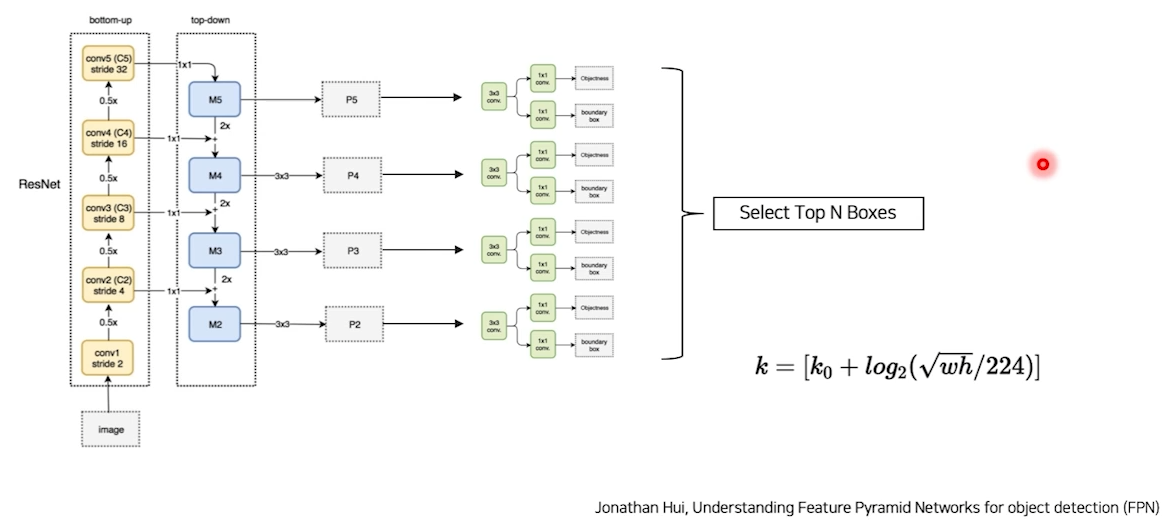 bottom-up
top-down
conv5 (C5)
stride 32
1x1
M5
P5
3x3
conv.
1x1
conv.
Objectness
1x1
conv.
boundary
box
0.5x
2x
conv4 (C4)
stride 16
1x1
+
M4
3x3
P4
3x3
conv.
1x1
conv.
Objectness
1x1
conv.
boundary
box
ResNet
0.5x
2x
conv3 (C3)
stride 8
1x1
+
M3
3x3
P3
3x3
conv.
1x1
conv.
Objectness
1x1
conv.
boundary
box
0.5x
2x
conv2 (C2)
stride 4
1x1
+
M2
3x3
P2
3x3
conv.
1x1
conv.
Objectness
1x1
conv.
boundary
box
0.5x
conv1
stride 2
image
Select Top N Boxes
k = [k₀ + log₂(√wh/224)]
Jonathan Hui, Understanding Feature Pyramid Networks for object detection (FPN)